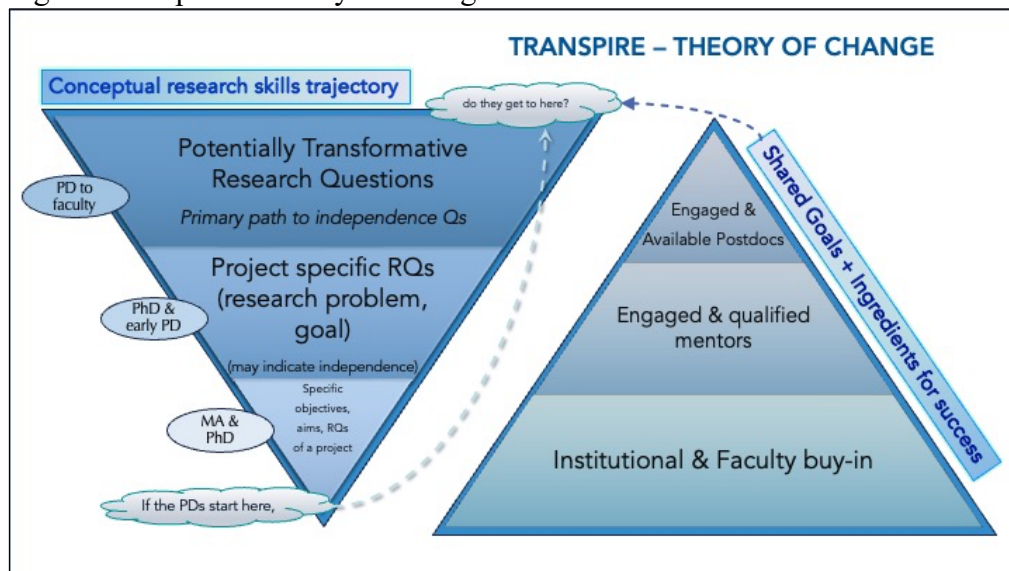 TRANSPIRE – THEORY OF CHANGE
Conceptual research skills trajectory
do they get to here?
Potentially Transformative
Research Questions
Primary path to independence Qs
PD to
faculty
Project specific RQs
(research problem,
goal)
(may indicate independence)
PhD &
early PD
Specific
objectives,
aims, RQs
of a project
MA &
PhD
If the PDs start here,
Engaged &
Available Postdocs
Engaged & qualified
mentors
Institutional & Faculty buy-in
Shared Goals + Ingredients for success